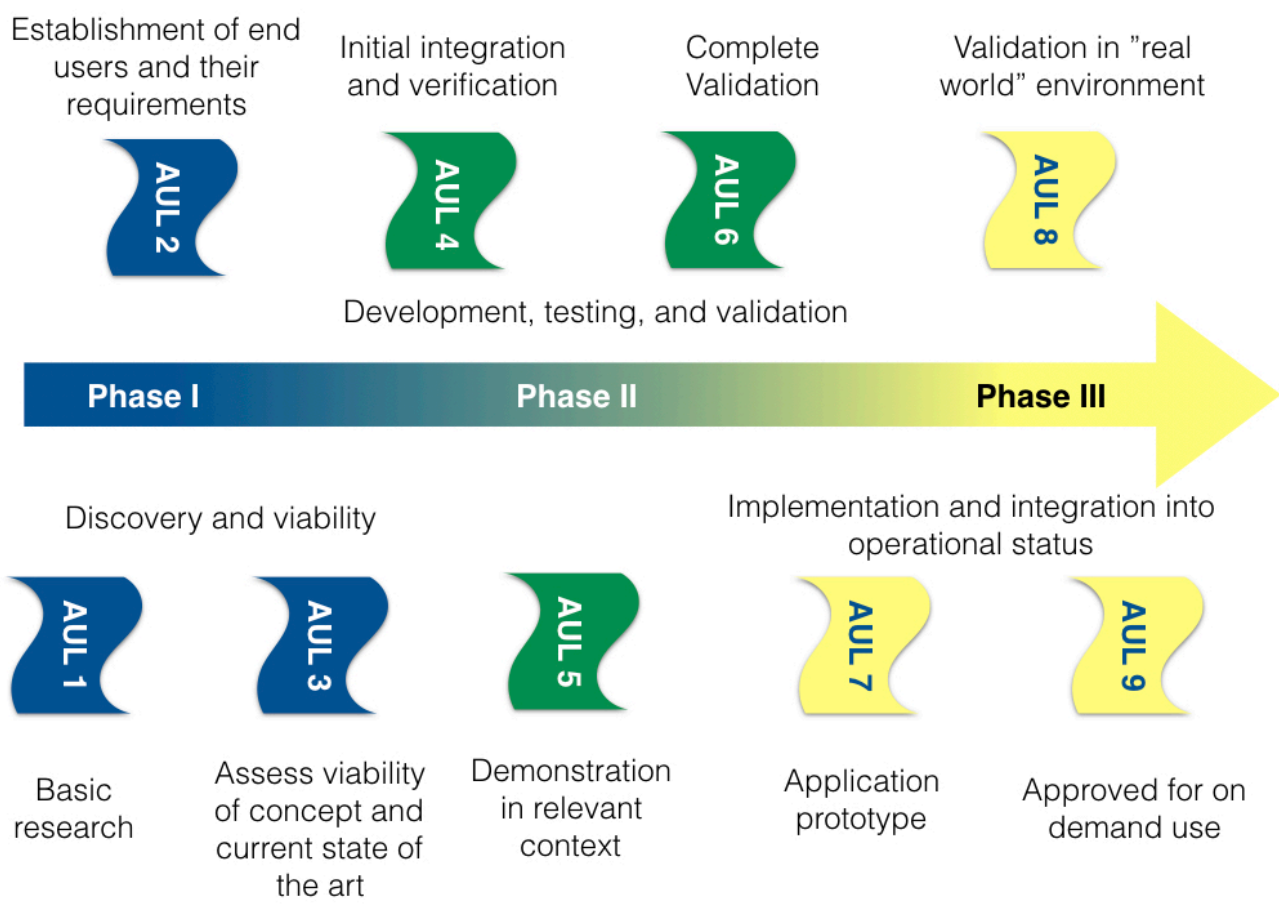 Establishment of end
users and their
requirements
Initial integration
and verification
Complete
Validation
Validation in ”real
world” environment
AUL 2
AUL 4
AUL 6
AUL 8
Development, testing, and validation
Phase I
Phase II
Phase III
Discovery and viability
Implementation and integration into
operational status
AUL 1
AUL 3
AUL 5
AUL 7
AUL 9
Basic
research
Assess viability
of concept and
current state of
the art
Demonstration
in relevant
context
Application
prototype
Approved for on
demand use